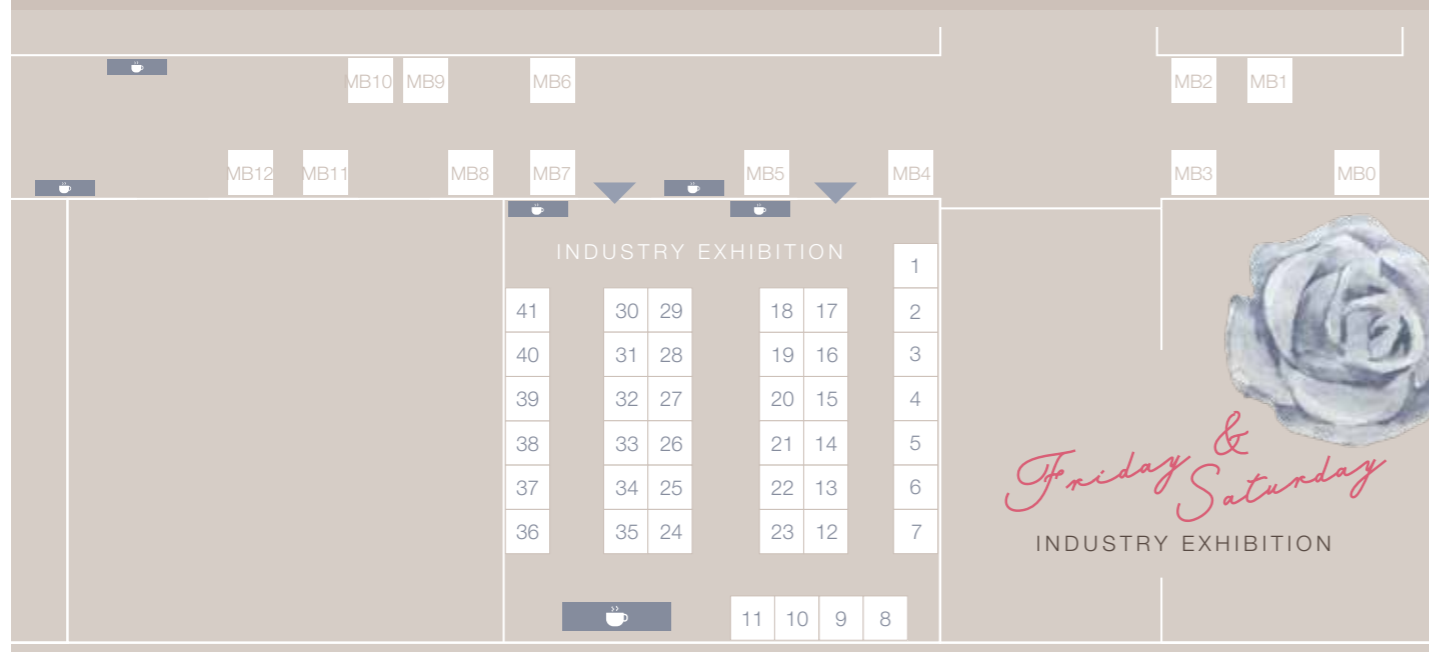 MB10 MB9 MB6 MB2 MB1
MB12 MB11 MB8 MB7 MB5 MB4 MB3 MB0
INDUSTRY EXHIBITION
1
41 30 29 18 17 2
40 31 28 19 16 3
39 32 27 20 15 4
38 33 26 21 14 5
37 34 25 22 13 6
36 35 24 23 12 7
11 10 9 8
Friday &
Saturday
INDUSTRY EXHIBITION